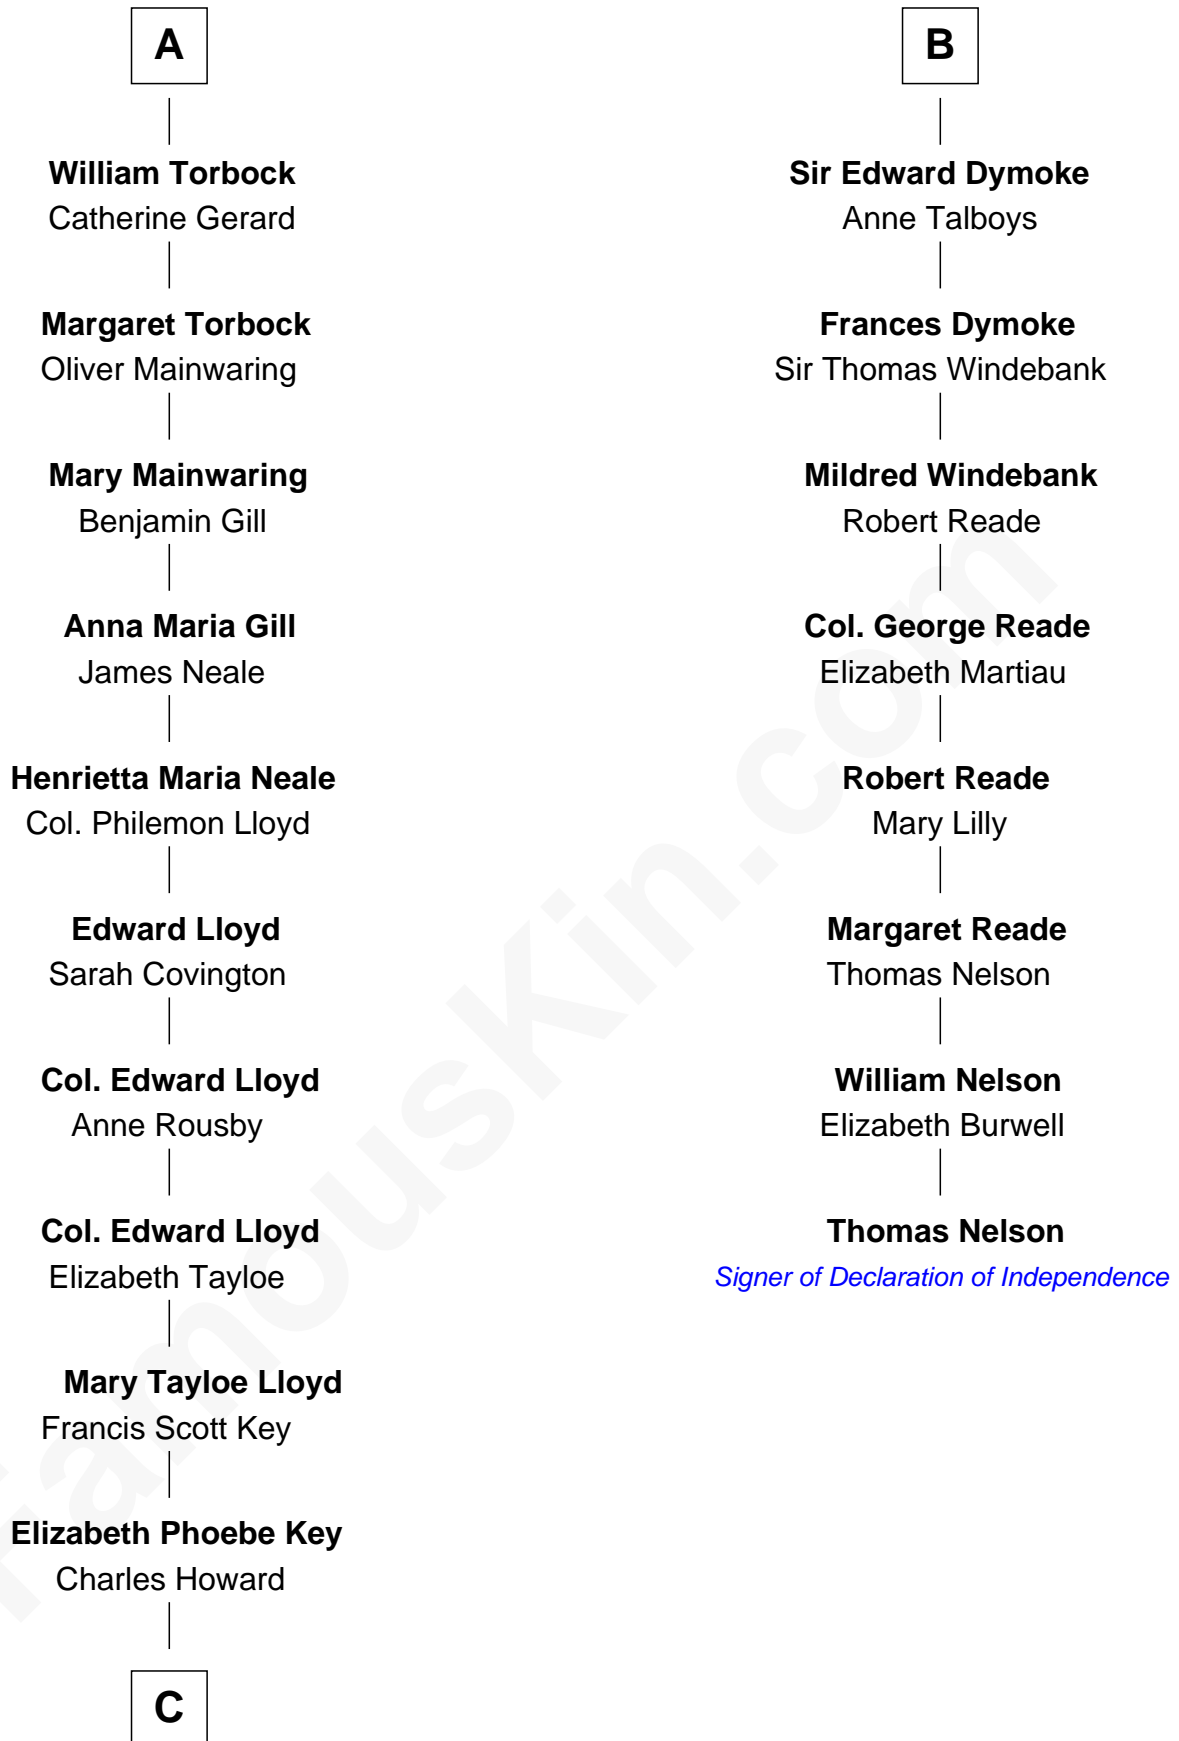 A
William Torbock
Catherine Gerard
Margaret Torbock
Oliver Mainwaring
Mary Mainwaring
Benjamin Gill
Anna Maria Gill
James Neale
Henrietta Maria Neale
Col. Philemon Lloyd
Edward Lloyd
Sarah Covington
Col. Edward Lloyd
Anne Rousby
Col. Edward Lloyd
Elizabeth Tayloe
Mary Tayloe Lloyd
Francis Scott Key
Elizabeth Phoebe Key
Charles Howard
C
B
Sir Edward Dymoke
Anne Talboys
Frances Dymoke
Sir Thomas Windebank
Mildred Windebank
Robert Reade
Col. George Reade
Elizabeth Martiau
Robert Reade
Mary Lilly
Margaret Reade
Thomas Nelson
William Nelson
Elizabeth Burwell
Thomas Nelson
Signer of Declaration of Independence
FamousKin.com